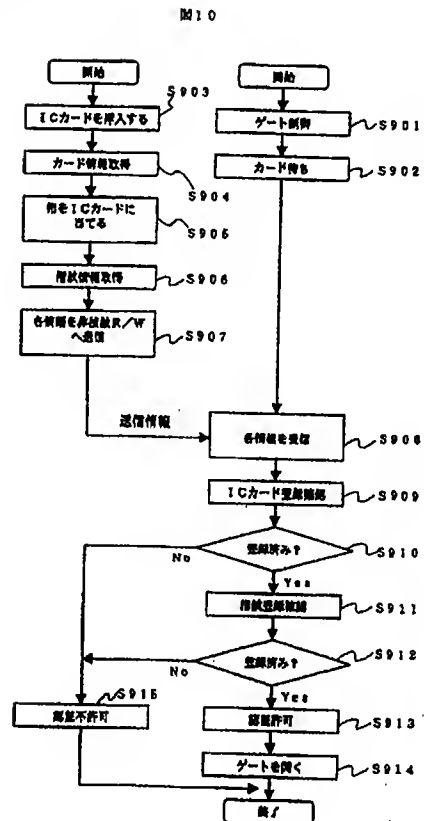 図10
開始
S903
ICカードを挿入する
カード情報取得
S904
指をICカードに
当てる
S905
指紋情報取得
S906
各情報を非接触R/W
へ送信
S907
開始
ゲート制御
S901
カード待ち
S902
送信情報
各情報を受信
S908
ICカード登録確認
S909
登録済み?
S910
No
Yes
指紋登録確認
S911
登録済み?
S912
No
Yes
S915
認証不許可
認証許可
S913
ゲートを開く
S914
終了